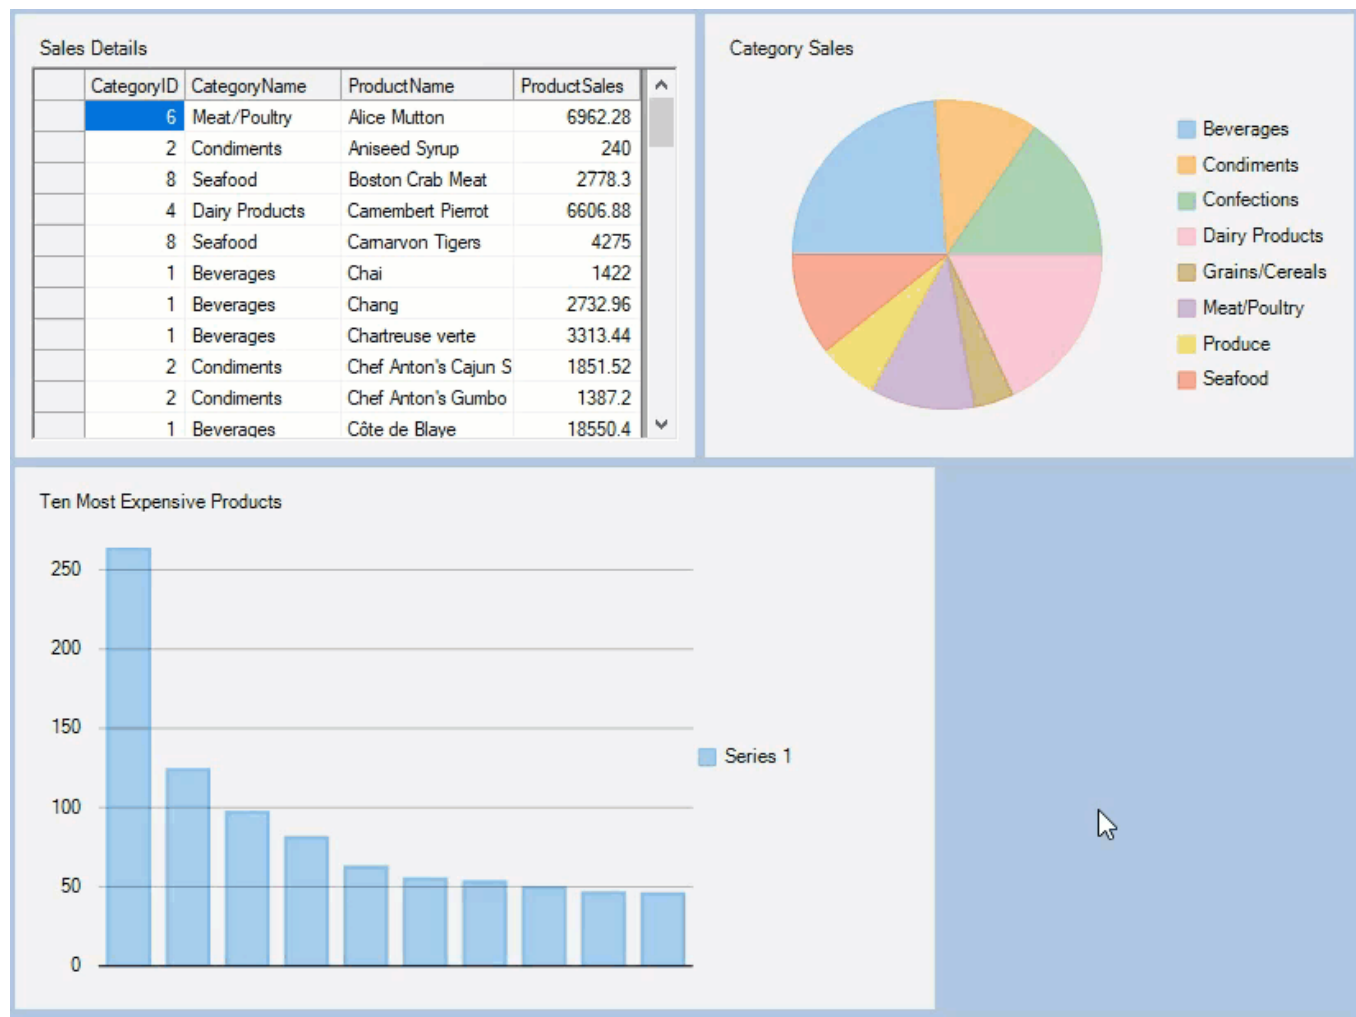 Sales Details
CategoryID CategoryName ProductName ProductSales
6 Meat/Poultry Alice Mutton 6962.28
2 Condiments Aniseed Syrup 240
8 Seafood Boston Crab Meat 2778.3
4 Dairy Products Camembert Pierrot 6606.88
8 Seafood Carnarvon Tigers 4275
1 Beverages Chai 1422
1 Beverages Chang 2732.96
1 Beverages Chartreuse verte 3313.44
2 Condiments Chef Anton's Cajun S 1851.52
2 Condiments Chef Anton's Gumbo 1387.2
1 Beverages Côte de Blaye 18550.4
Category Sales
Beverages
Condiments
Confections
Dairy Products
Grains/Cereals
Meat/Poultry
Produce
Seafood
Ten Most Expensive Products
250
200
150
100
50
0
Series 1